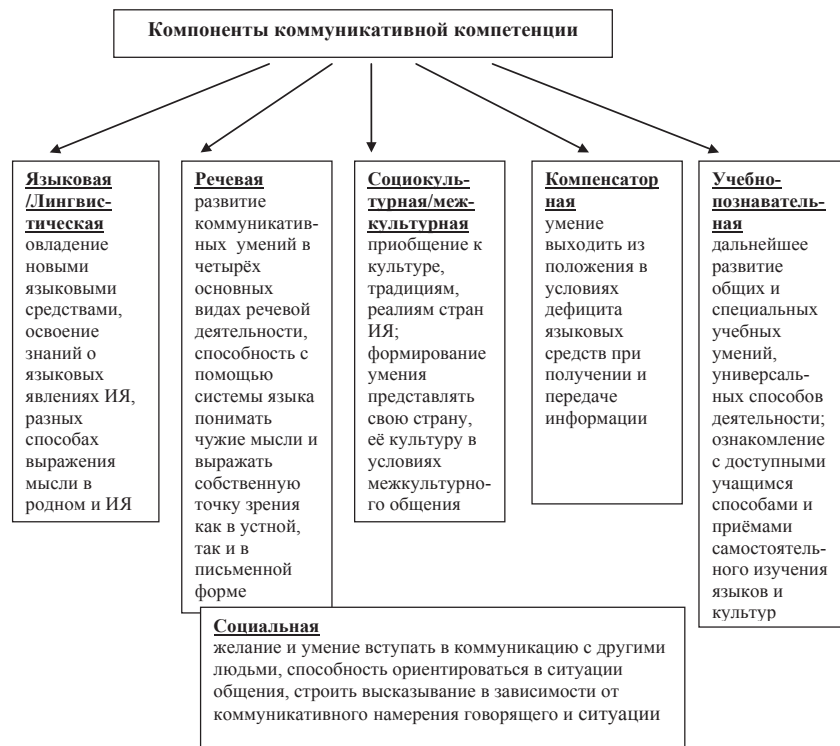 Компоненты коммуникативной компетенции
Языковая
/Лингвис-
тическая
овладение
новыми
языковыми
средствами,
освоение
знаний о
языковых
явлениях ИЯ,
разных
способах
выражения
мысли в
родном и ИЯ
Речевая
развитие
коммуникатив-
ных умений в
четырёх
основных
видах речевой
деятельности,
способность с
помощью
системы языка
понимать
чужие мысли и
выражать
собственную
точку зрения
как в устной,
так и в
письменной
форме
Социокуль-
турная/меж-
культурная
приобщение к
культуре,
традициям,
реалиям стран
ИЯ;
формирование
умения
представлять
свою страну,
её культуру в
условиях
межкультурно-
го общения
Компенсатор
ная
умение
выходить из
положения в
условиях
дефицита
языковых
средств при
получении и
передаче
информации
Учебно-
познаватель-
ная
дальнейшее
развитие
общих и
специальных
учебных
умений,
универсаль-
ных способов
деятельности;
ознакомление
с доступными
учащимся
способами и
приёмами
самостоятель-
ного изучения
языков и
культур
Социальная
желание и умение вступать в коммуникацию с другими
людьми, способность ориентироваться в ситуации
общения, строить высказывание в зависимости от
коммуникативного намерения говорящего и ситуации